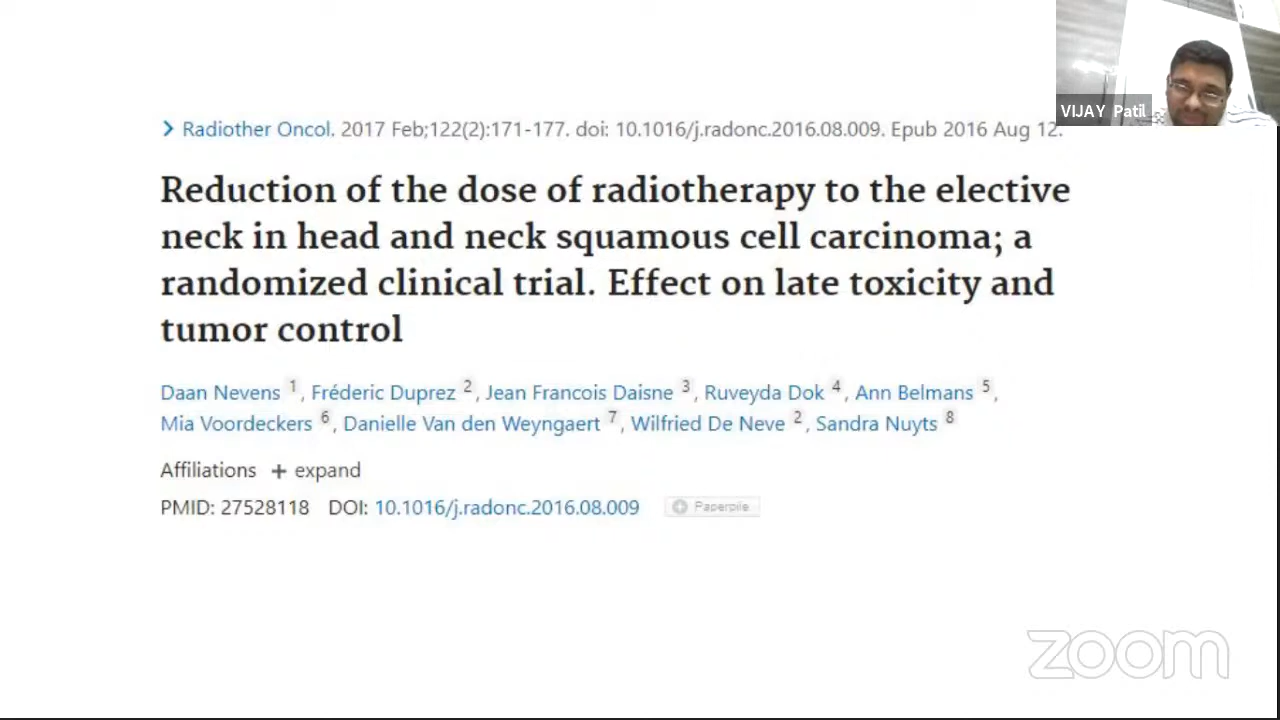 VIJAY Patil
Radiother Oncol. 2017 Feb;122(2):171-177. doi: 10.1016/j.radonc.2016.08.009. Epub 2016 Aug 12.
Reduction of the dose of radiotherapy to the elective
neck in head and neck squamous cell carcinoma; a
randomized clinical trial. Effect on late toxicity and
tumor control
Daan Nevens 1, Fréderic Duprez 2, Jean Francois Daisne 3, Ruveyda Dok 4, Ann Belmans 5,
Mia Voordeckers 6, Danielle Van den Weyngaert 7, Wilfried De Neve 2, Sandra Nuyts 8
Affiliations + expand
PMID: 27528118 DOI: 10.1016/j.radonc.2016.08.009 Paperpile
zoom